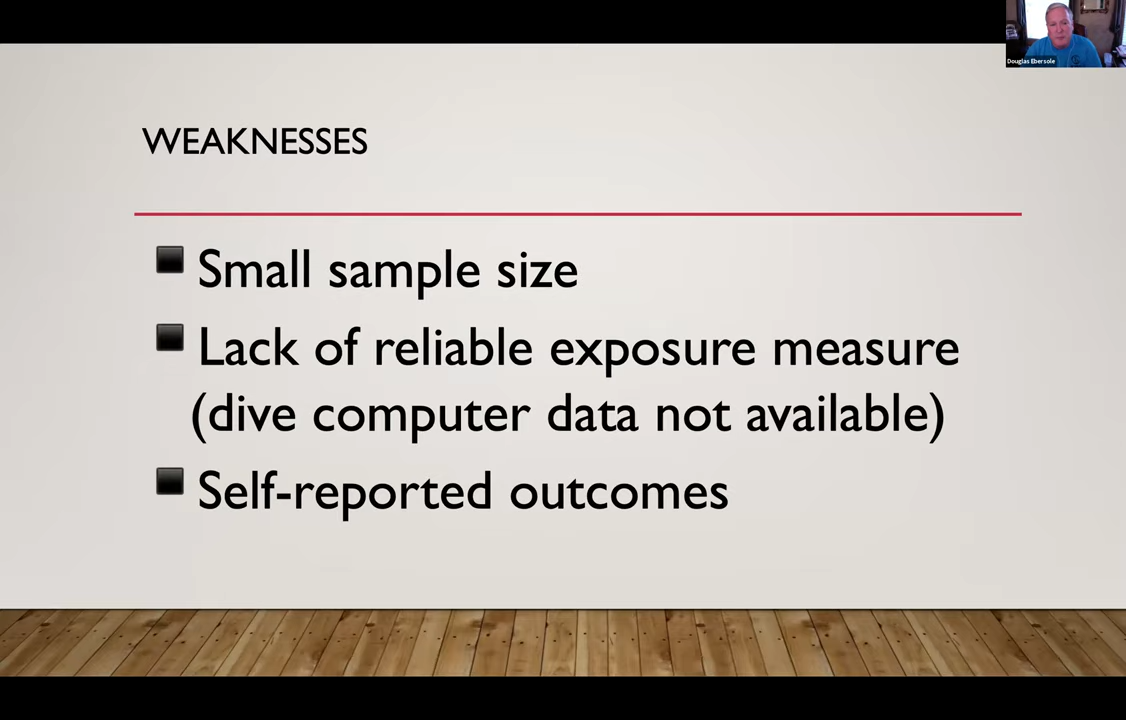 Douglas Ebersole
WEAKNESSES
Small sample size
Lack of reliable exposure measure
(dive computer data not available)
Self-reported outcomes